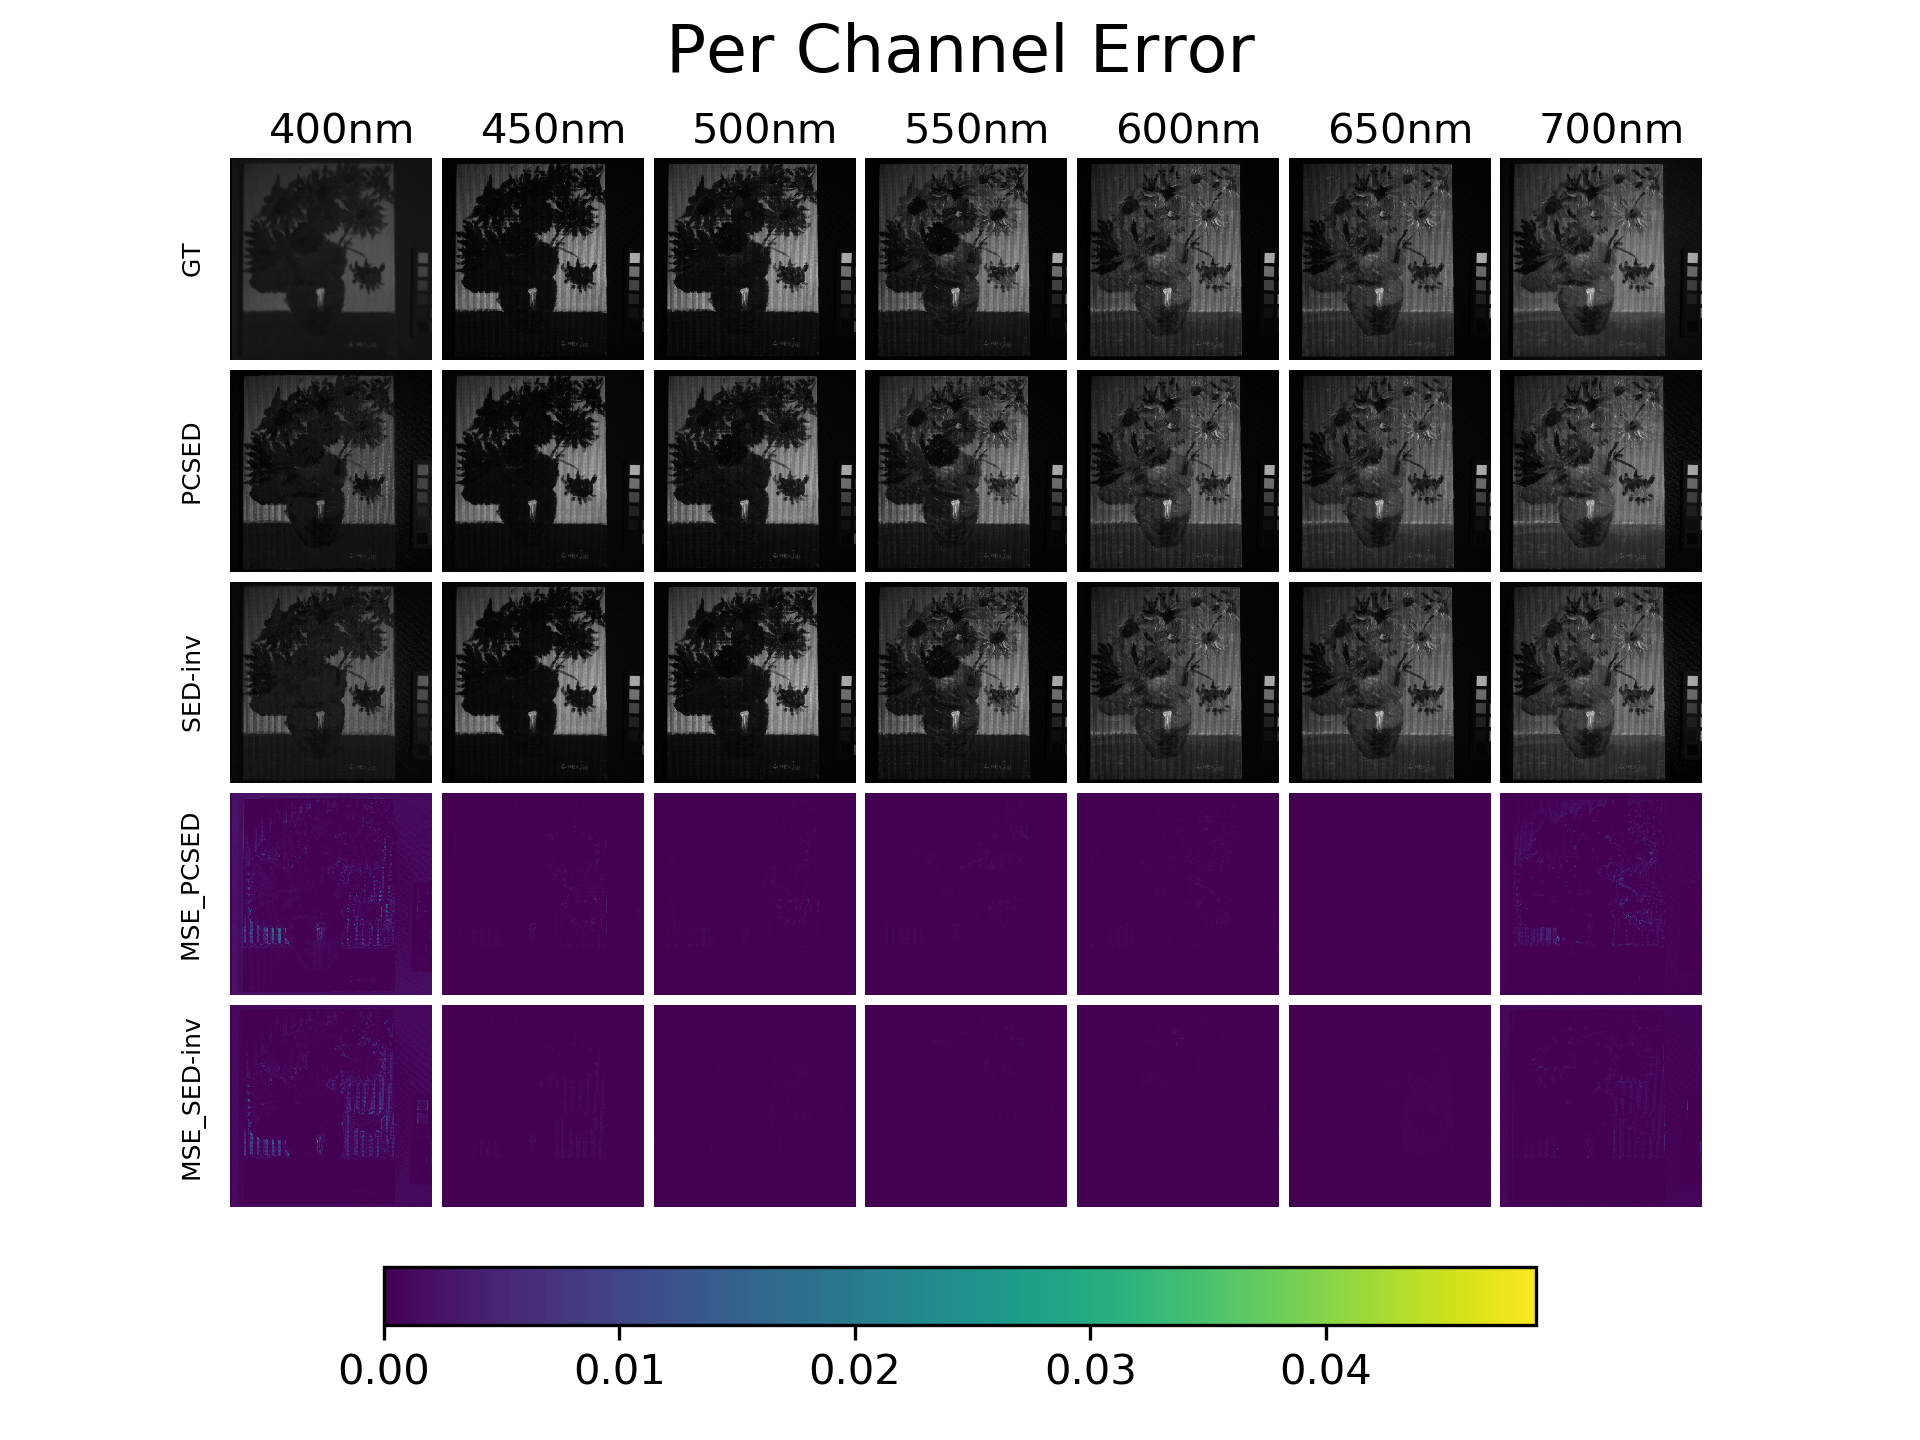 Per Channel Error
400nm 450nm 500nm 550nm 600nm 650nm 700nm
GT
PCSED
SED-inv
MSE_PCSED
MSE_SED-inv
0.00 0.01 0.02 0.03 0.04